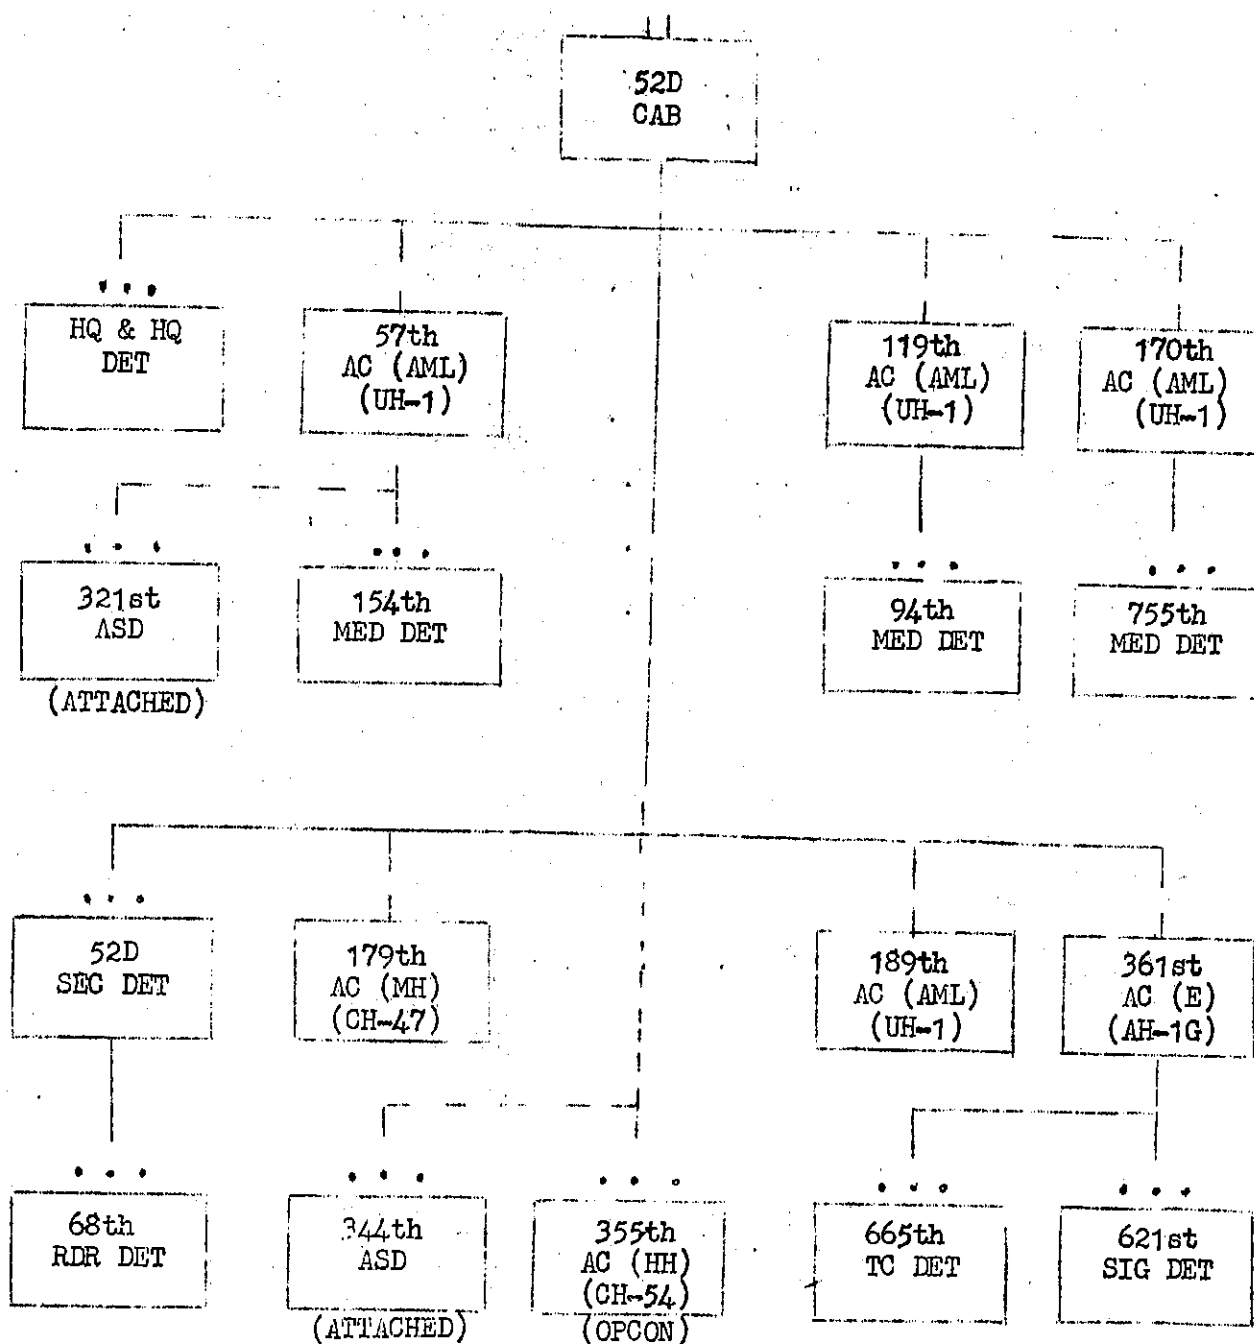 52D
CAB
HQ & HQ
DET
57th
AC (AML)
(UH-1)
119th
AC (AML)
(UH-1)
170th
AC (AML)
(UH-1)
321st
ASD
(ATTACHED)
154th
MED DET
94th
MED DET
755th
MED DET
52D
SEC DET
179th
AC (MH)
(CH-47)
189th
AC (AML)
(UH-1)
361st
AC (E)
(AH-1G)
68th
RDR DET
344th
ASD
(ATTACHED)
355th
AC (HH)
(CH-54)
(OPCON)
665th
TC DET
621st
SIG DET